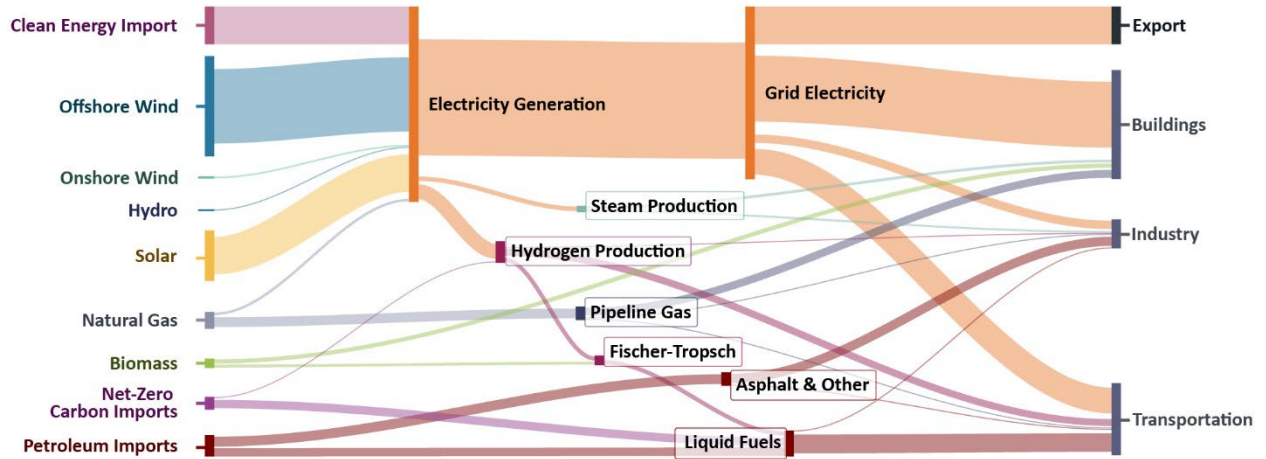 Clean Energy Import
Offshore Wind
Onshore Wind
Hydro
Solar
Natural Gas
Biomass
Net-Zero
Carbon Imports
Petroleum Imports
Electricity Generation
Steam Production
Hydrogen Production
Pipeline Gas
Fischer-Tropsch
Asphalt & Other
Liquid Fuels
Grid Electricity
Export
Buildings
Industry
Transportation